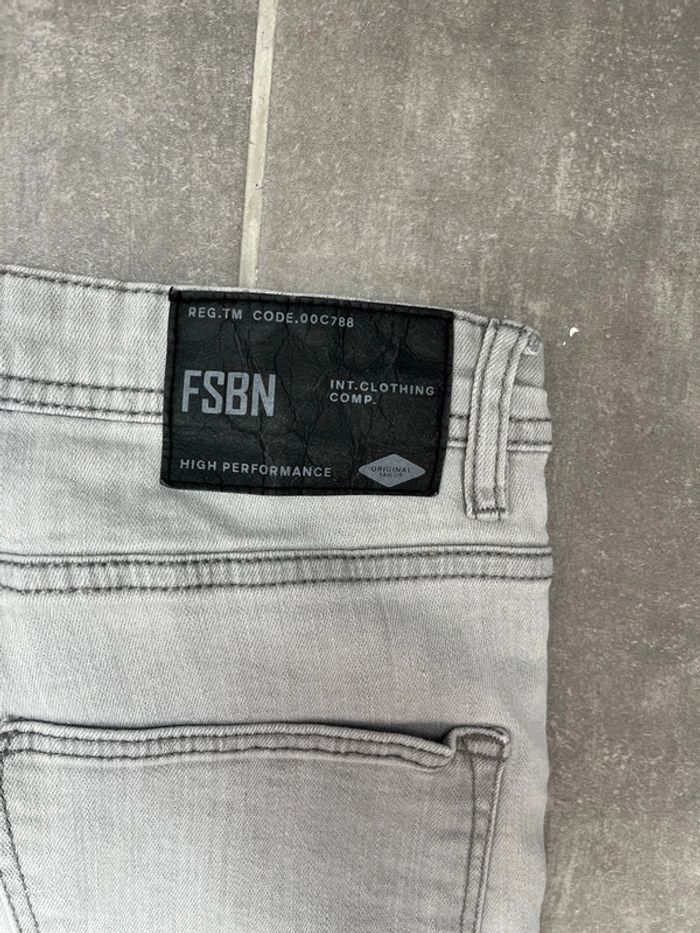 REG.TM CODE.00C788
FSBN
INT.CLOTHING
COMP.
HIGH PERFORMANCE
ORIGINAL
TAILOR